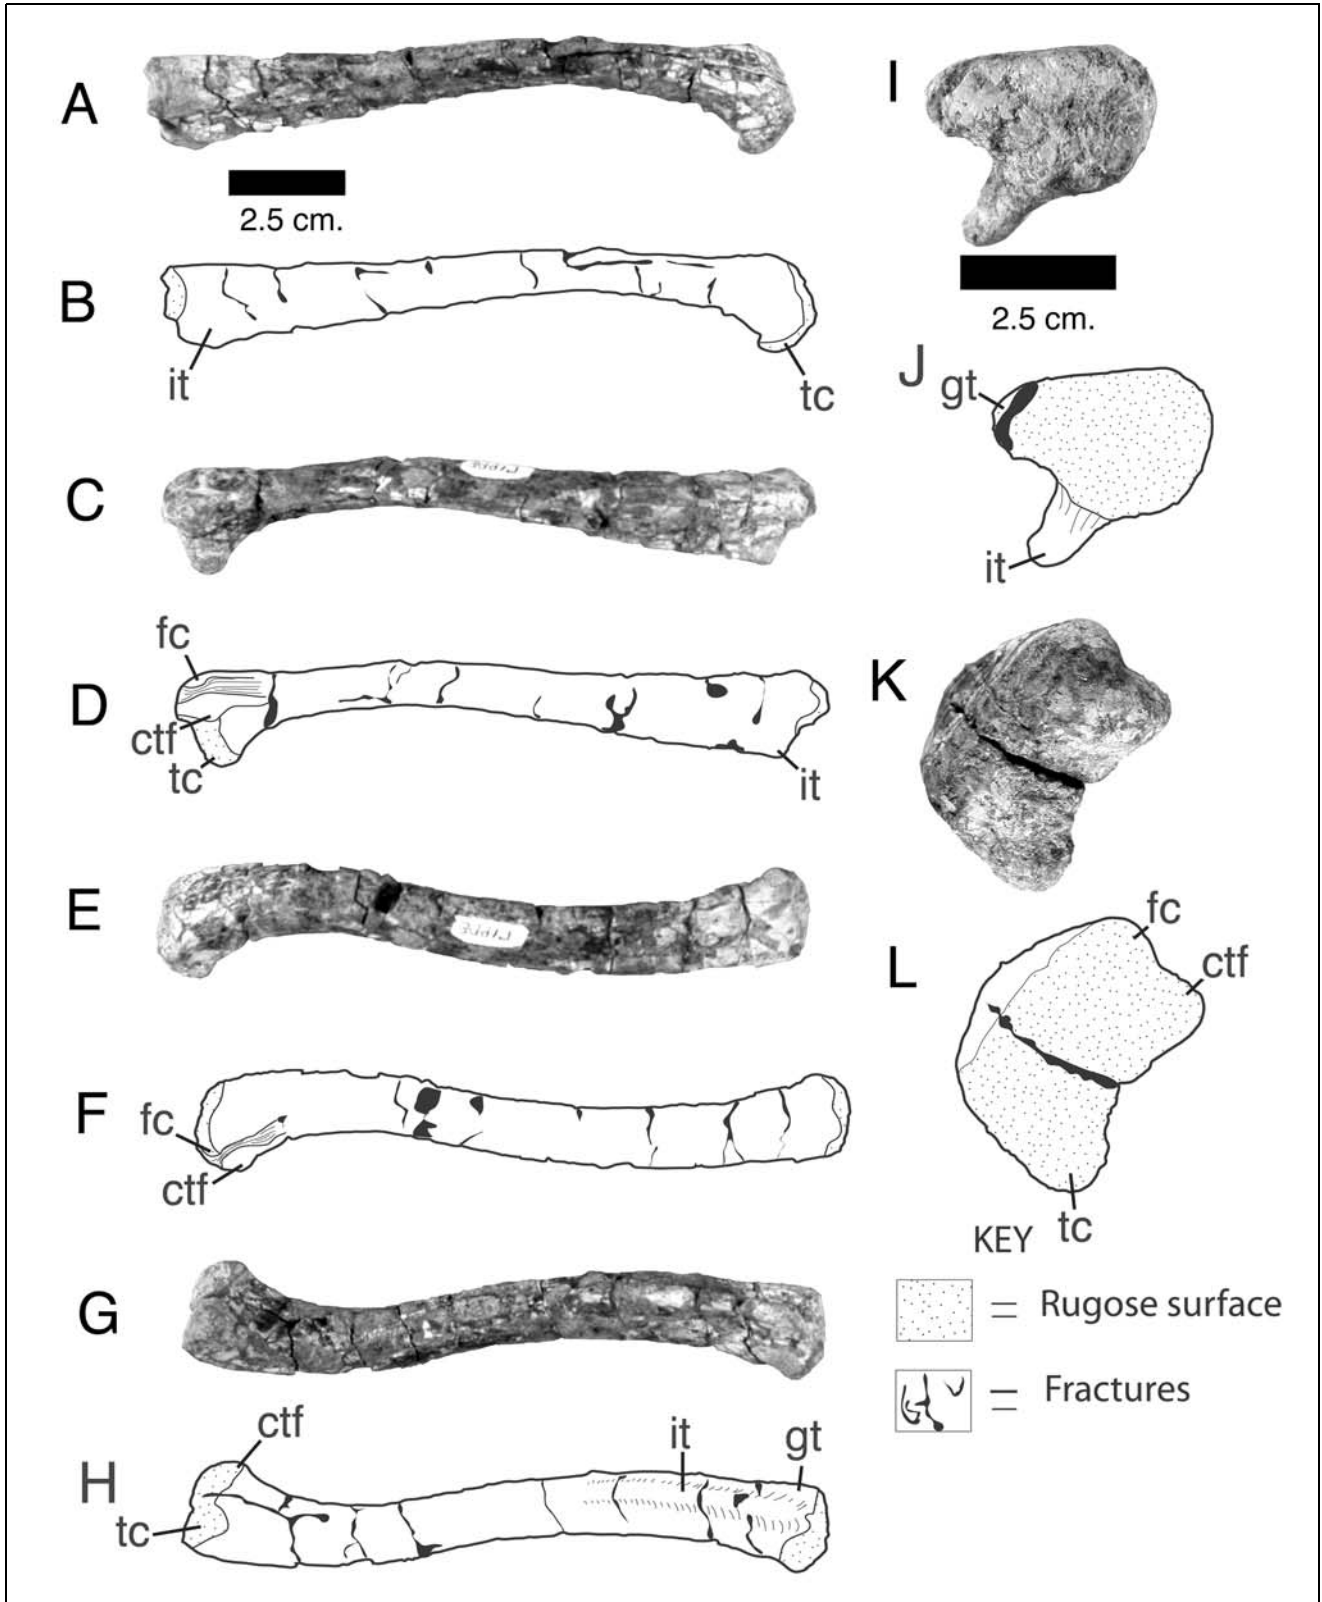 A
2.5 cm.
B
it
tc
C
fc
D
ctf
tc
it
E
F
fc
ctf
G
ctf
it
gt
H
tc
I
2.5 cm.
J
gt
it
K
fc
ctf
L
tc
KEY
= Rugose surface
= Fractures